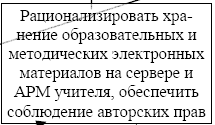 Рационализировать хра-
нение образовательных и
методических электронных
материалов на сервере и
АРМ учителя, обеспечить
соблюдение авторских прав